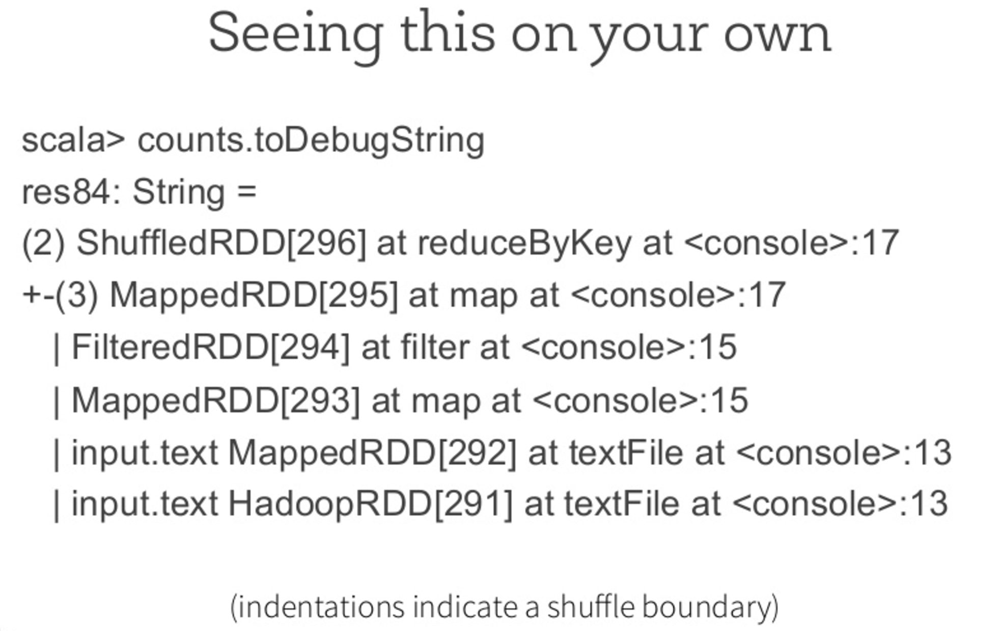 Seeing this on your own
scala> counts.toDebugString
res84: String =
(2) ShuffledRDD[296] at reduceByKey at <console>:17
+-(3) MappedRDD[295] at map at <console>:17
| FilteredRDD[294] at filter at <console>:15
| MappedRDD[293] at map at <console>:15
| input.text MappedRDD[292] at textFile at <console>:13
| input.text HadoopRDD[291] at textFile at <console>:13
(indentations indicate a shuffle boundary)